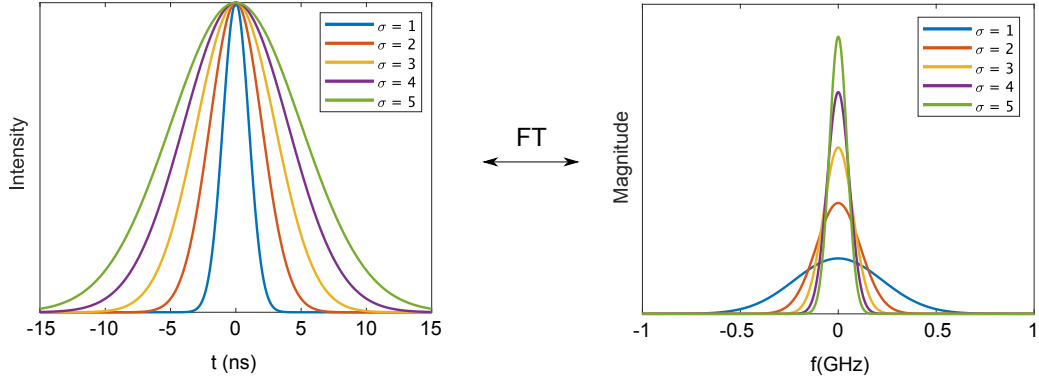 Intensity
σ = 1
σ = 2
σ = 3
σ = 4
σ = 5
-15 -10 -5 0 5 10 15
t (ns)
FT
Magnitude
σ = 1
σ = 2
σ = 3
σ = 4
σ = 5
-1 -0.5 0 0.5 1
f(GHz)